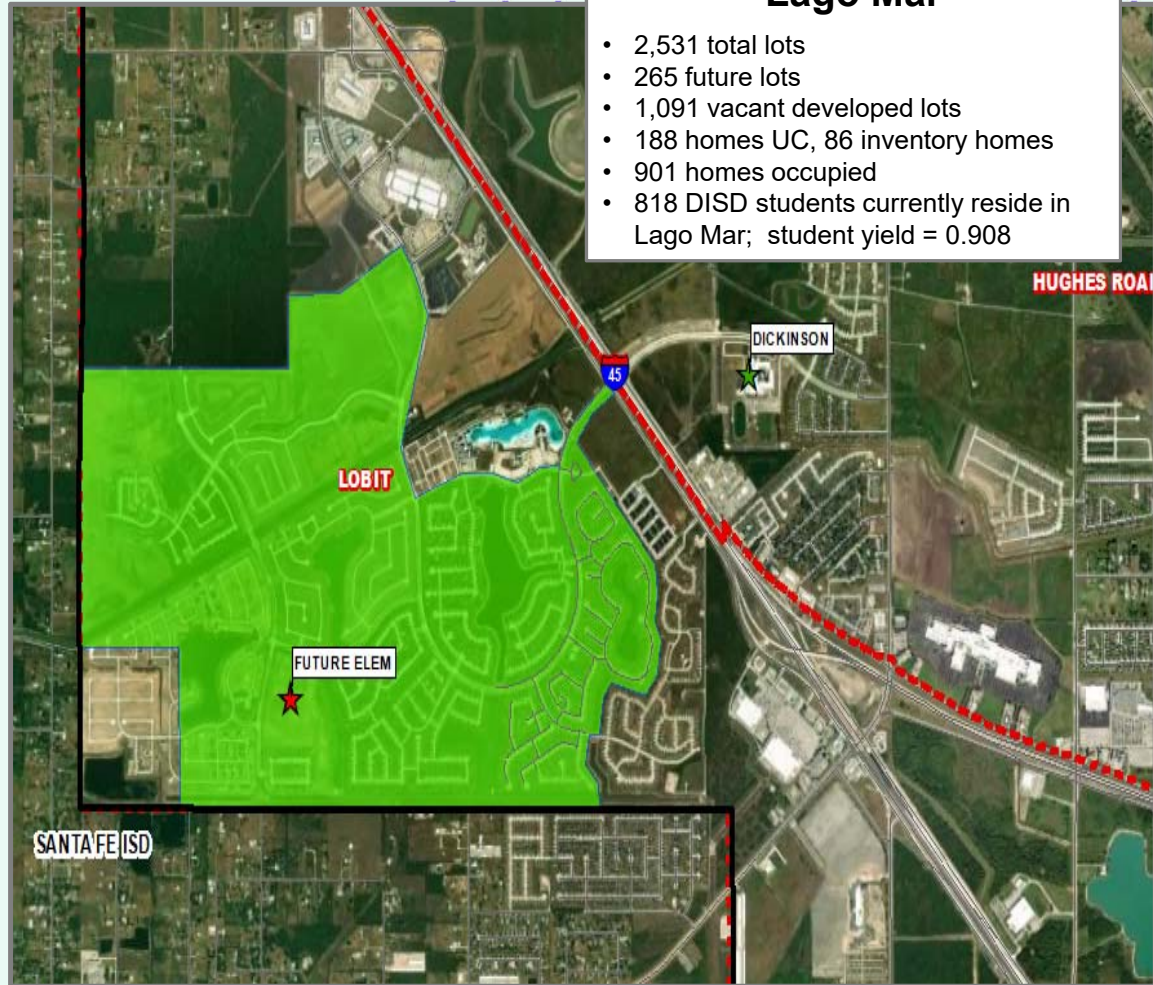 Lago Mar
• 2,531 total lots
• 265 future lots
• 1,091 vacant developed lots
• 188 homes UC, 86 inventory homes
• 901 homes occupied
• 818 DISD students currently reside in
Lago Mar;  student yield = 0.908
HUGHES ROAD
DICKINSON
45
LOBIT
FUTURE ELEM
SANTA FE ISD